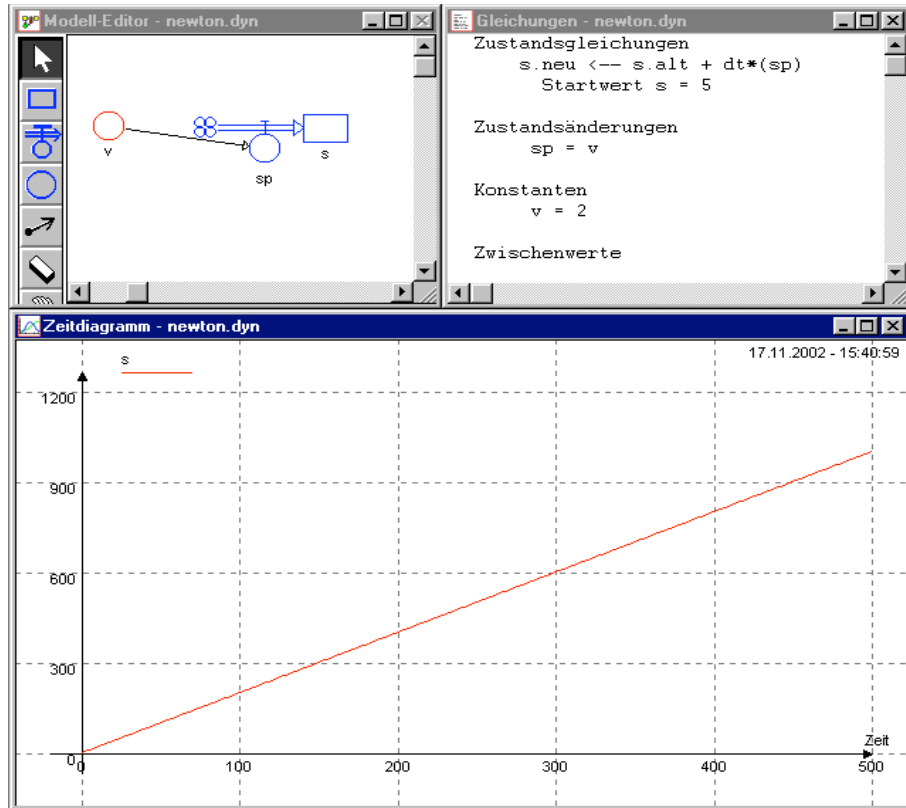 Modell-Editor - newton.dyn
v
sp
s
Gleichungen - newton.dyn
Zustandsgleichungen
s.neu <-- s.alt + dt*(sp)
Startwert s = 5
Zustandsänderungen
sp = v
Konstanten
v = 2
Zwischenwerte
Zeitdiagramm - newton.dyn
17.11.2002 - 15:40:59
s
1200
900
600
300
0
Zeit
0 100 200 300 400 500